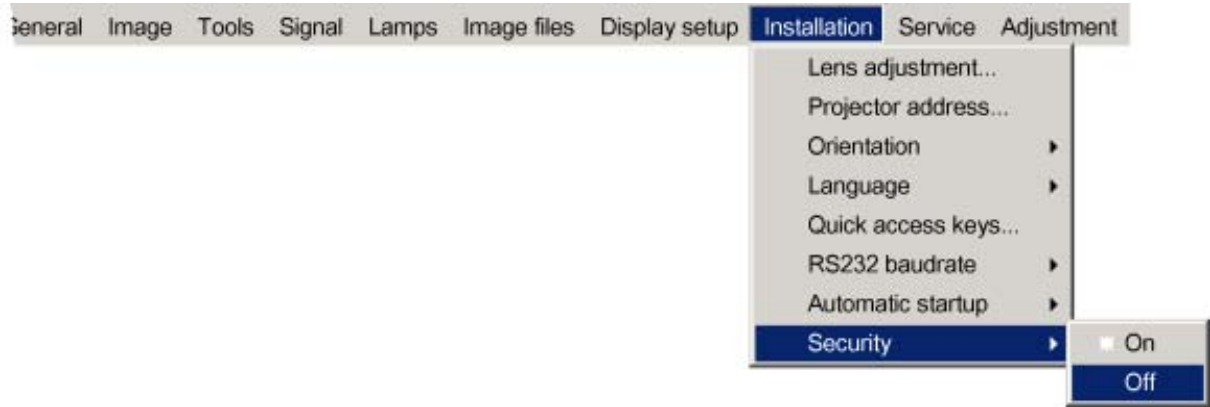 General Image Tools Signal Lamps Image files Display setup Installation Service Adjustment
Lens adjustment...
Projector address...
Orientation
Language
Quick access keys...
RS232 baudrate
Automatic startup
Security
On
Off